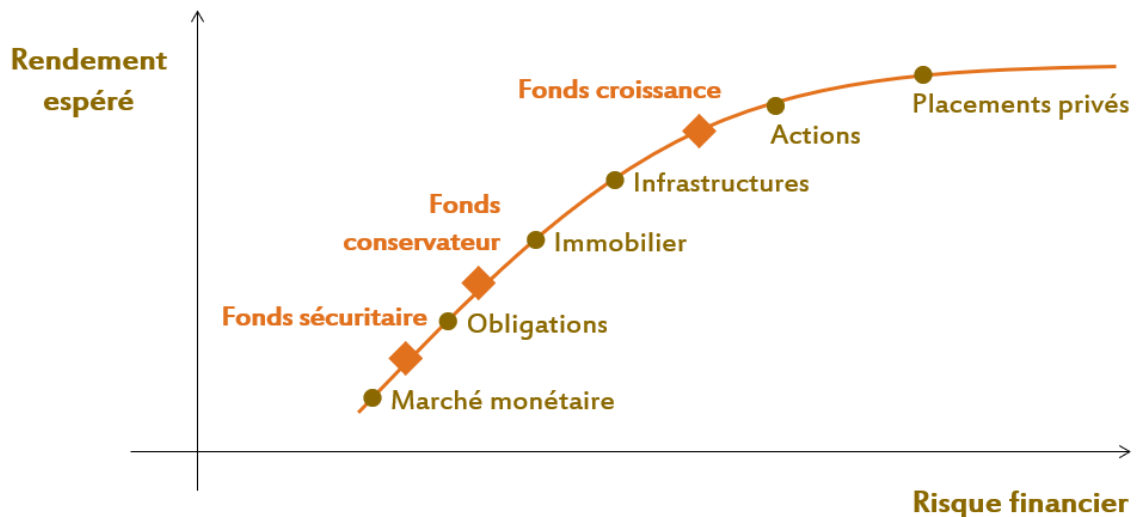 Rendement
espéré
Fonds croissance
Placements privés
Actions
Infrastructures
Fonds
conservateur
Immobilier
Fonds sécuritaire
Obligations
Marché monétaire
Risque financier